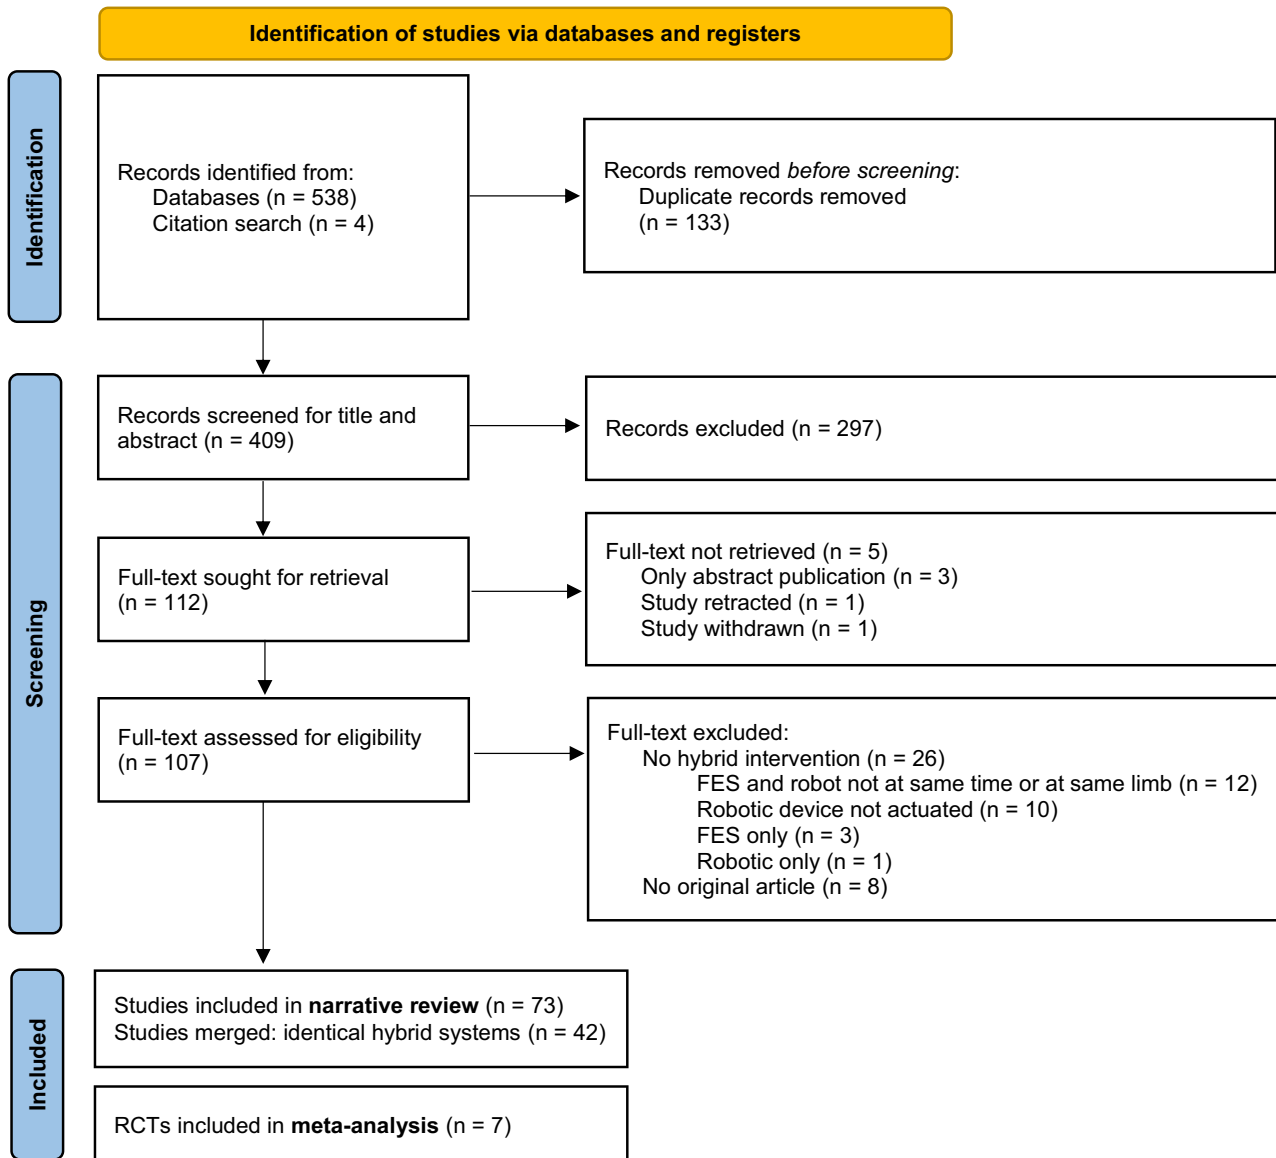 Identification of studies via databases and registers
Identification
Records identified from:
Databases (n = 538)
Citation search (n = 4)
Records removed before screening:
Duplicate records removed
(n = 133)
Screening
Records screened for title and
abstract (n = 409)
Records excluded (n = 297)
Full-text sought for retrieval
(n = 112)
Full-text not retrieved (n = 5)
Only abstract publication (n = 3)
Study retracted (n = 1)
Study withdrawn (n = 1)
Full-text assessed for eligibility
(n = 107)
Full-text excluded:
No hybrid intervention (n = 26)
FES and robot not at same time or at same limb (n = 12)
Robotic device not actuated (n = 10)
FES only (n = 3)
Robotic only (n = 1)
No original article (n = 8)
Included
Studies included in narrative review (n = 73)
Studies merged: identical hybrid systems (n = 42)
RCTs included in meta-analysis (n = 7)